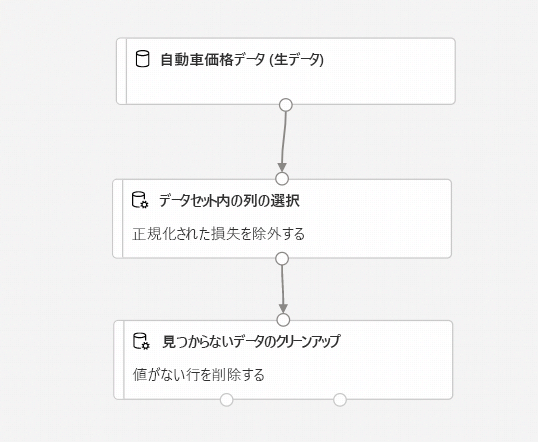 自動車価格データ (生データ)
データセット内の列の選択
正規化された損失を除外する
見つからないデータのクリーンアップ
値がない行を削除する